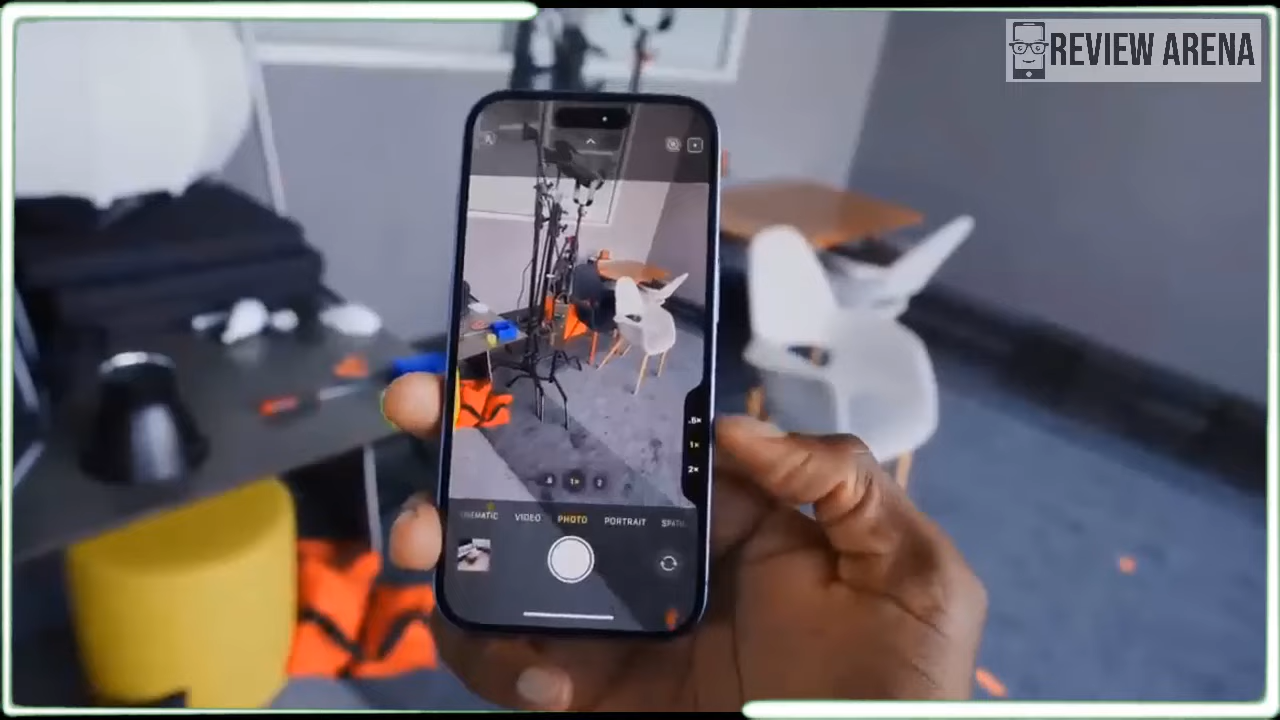 REVIEW ARENA
.5×
1×
2×
1×
VIDEO
PHOTO
PORTRAIT